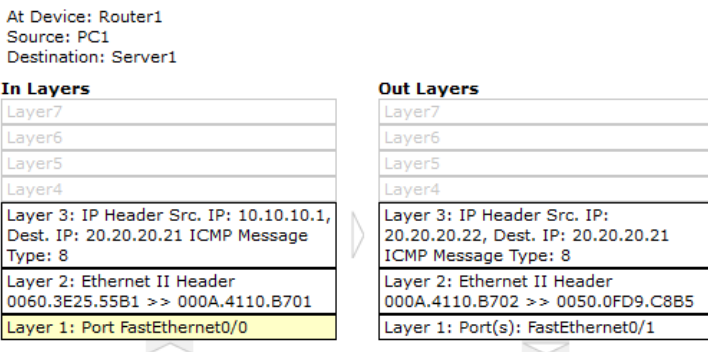 At Device: Router1
Source: PC1
Destination: Server1
In Layers
Layer7
Layer6
Layer5
Layer4
Layer 3: IP Header Src. IP: 10.10.10.1,
Dest. IP: 20.20.20.21 ICMP Message
Type: 8
Layer 2: Ethernet II Header
0060.3E25.55B1 >> 000A.4110.B701
Layer 1: Port FastEthernet0/0
Out Layers
Layer7
Layer6
Layer5
Layer4
Layer 3: IP Header Src. IP:
20.20.20.22, Dest. IP: 20.20.20.21
ICMP Message Type: 8
Layer 2: Ethernet II Header
000A.4110.B702 >> 0050.0FD9.C8B5
Layer 1: Port(s): FastEthernet0/1